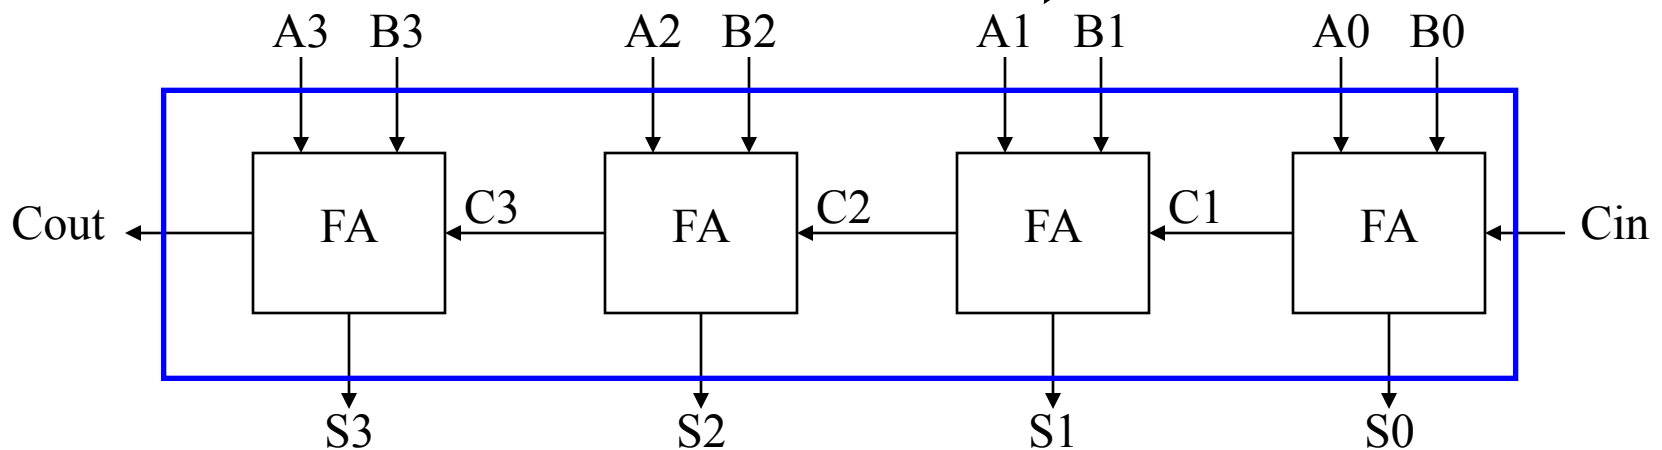 A3 B3 A2 B2 A1 B1 A0 B0
Cout FA C3 FA C2 FA C1 FA Cin
S3 S2 S1 S0